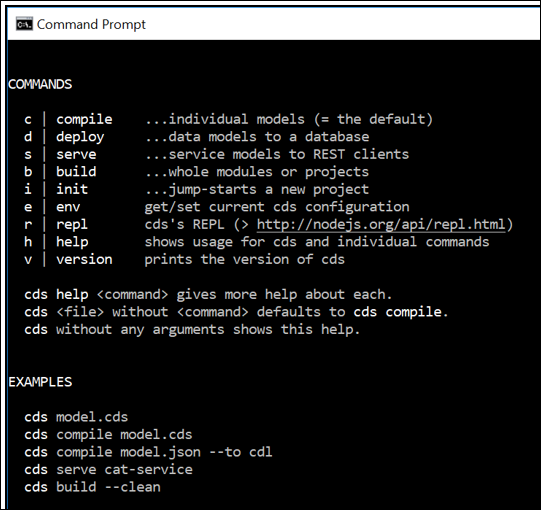 Command Prompt
COMMANDS
c | compile ...individual models (= the default)
d | deploy ...data models to a database
s | serve ...service models to REST clients
b | build ...whole modules or projects
i | init ...jump-starts a new project
e | env get/set current cds configuration
r | repl cds's REPL (> http://nodejs.org/api/repl.html)
h | help shows usage for cds and individual commands
v | version prints the version of cds
cds help <command> gives more help about each.
cds <file> without <command> defaults to cds compile.
cds without any arguments shows this help.
EXAMPLES
cds model.cds
cds compile model.cds
cds compile model.json --to cdl
cds serve cat-service
cds build --clean